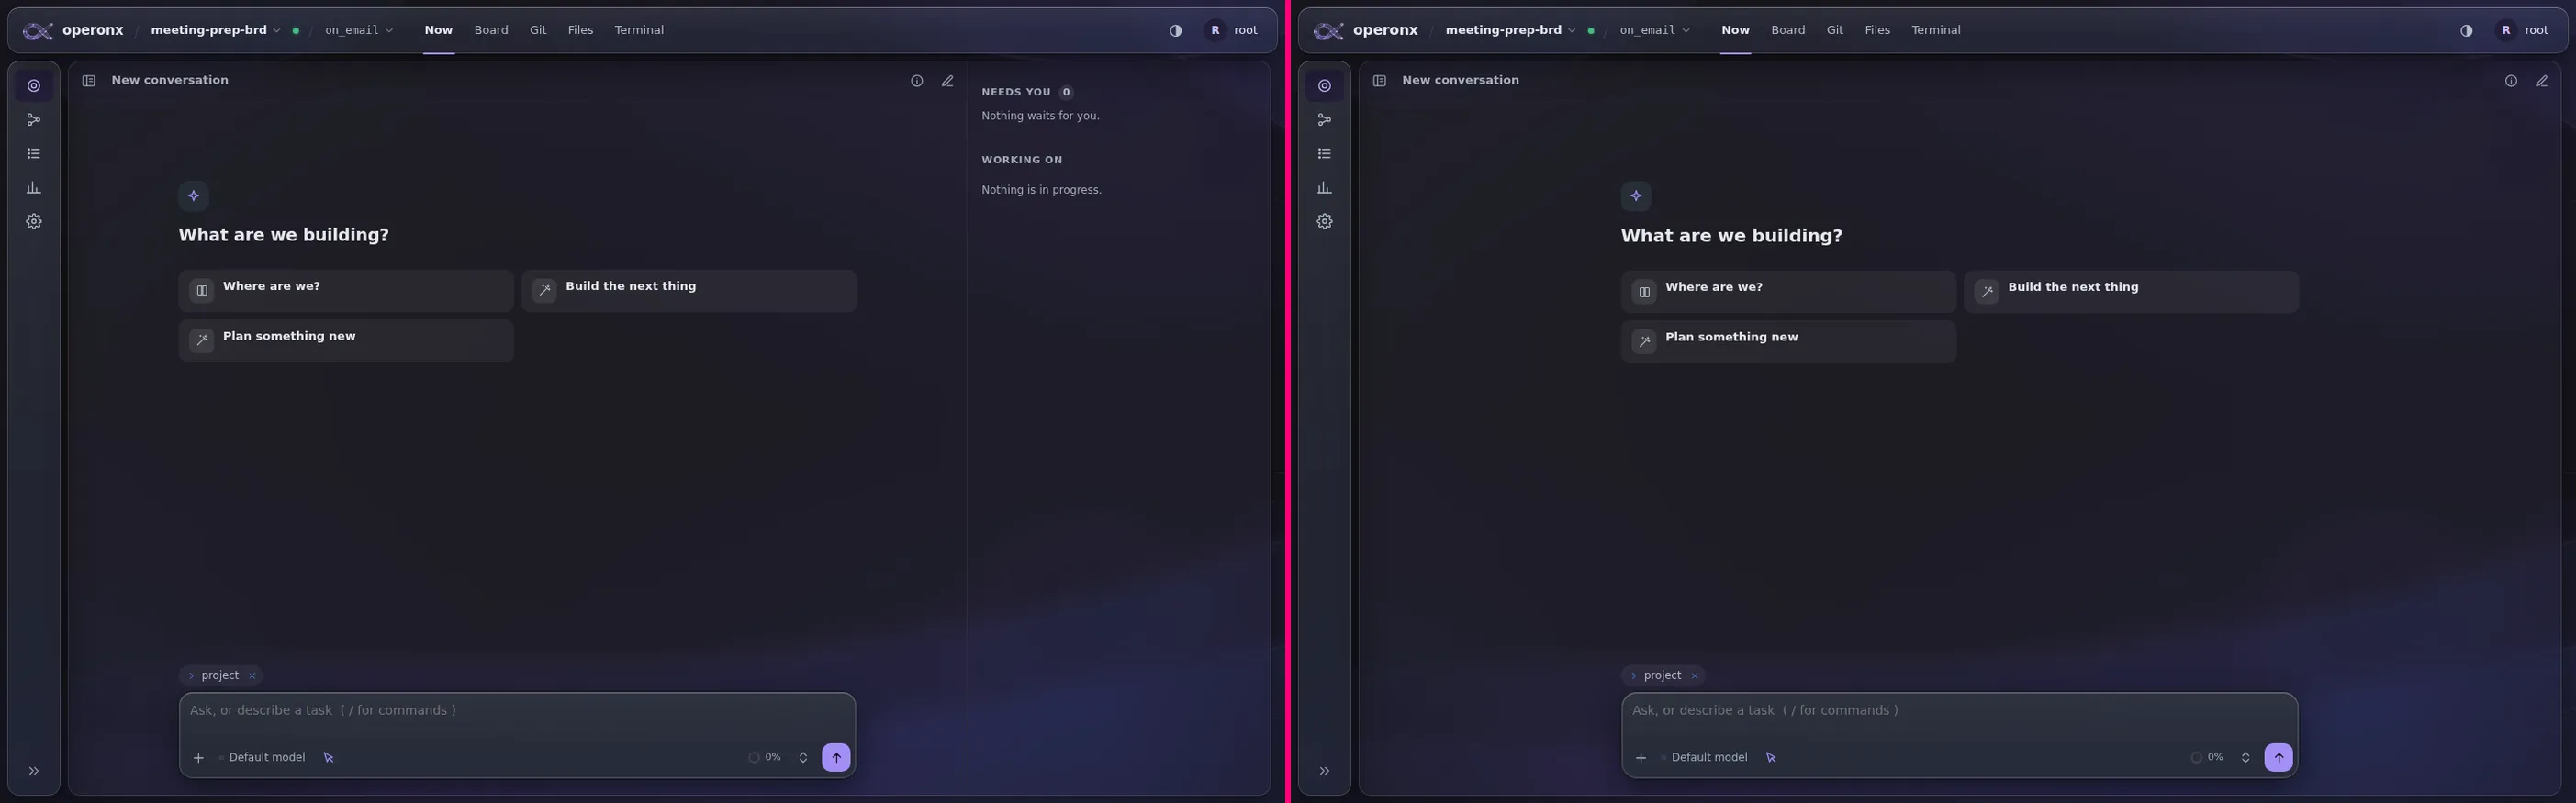 operonx / meeting-prep-brd / on_email Now Board Git Files Terminal R root
New conversation
NEEDS YOU 0
Nothing waits for you.
WORKING ON
Nothing is in progress.
What are we building?
Where are we? Build the next thing
Plan something new
project ×
Ask, or describe a task ( / for commands )
Default model 0%
operonx / meeting-prep-brd / on_email Now Board Git Files Terminal R root
New conversation
What are we building?
Where are we? Build the next thing
Plan something new
project ×
Ask, or describe a task ( / for commands )
Default model 0%